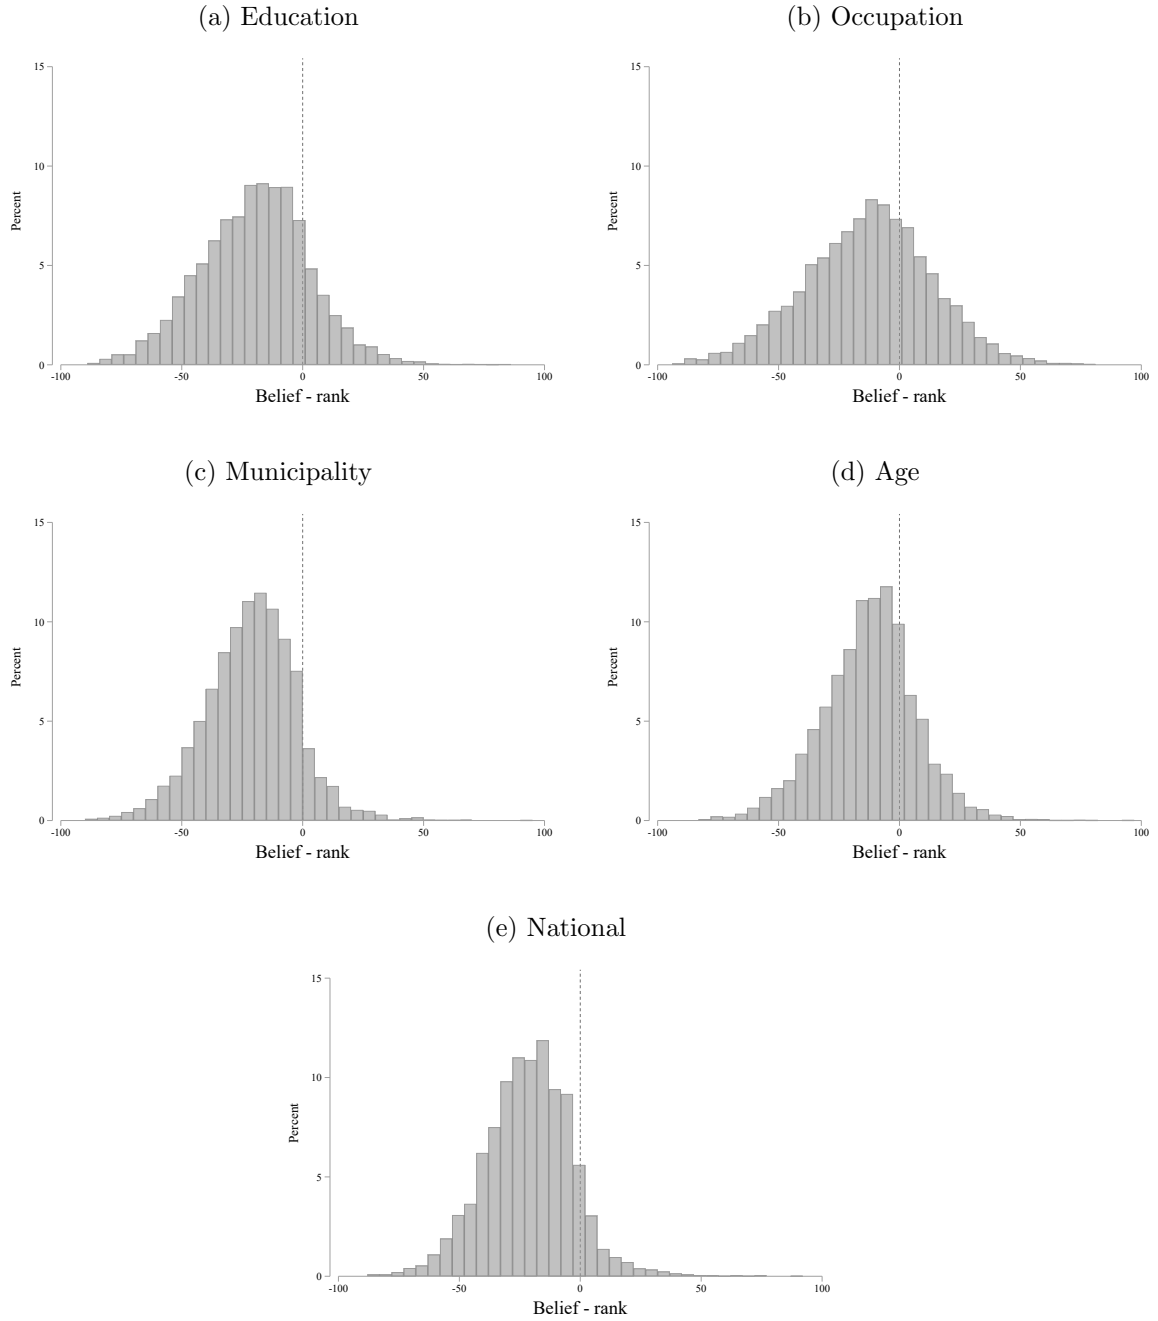 (a) Education
(b) Occupation
15
10
5
0
Percent
-100 -50 0 50 100
Belief - rank
15
10
5
0
Percent
-100 -50 0 50 100
Belief - rank
(c) Municipality
(d) Age
15
10
5
0
Percent
-100 -50 0 50 100
Belief - rank
15
10
5
0
Percent
-100 -50 0 50 100
Belief - rank
(e) National
15
10
5
0
Percent
-100 -50 0 50 100
Belief - rank